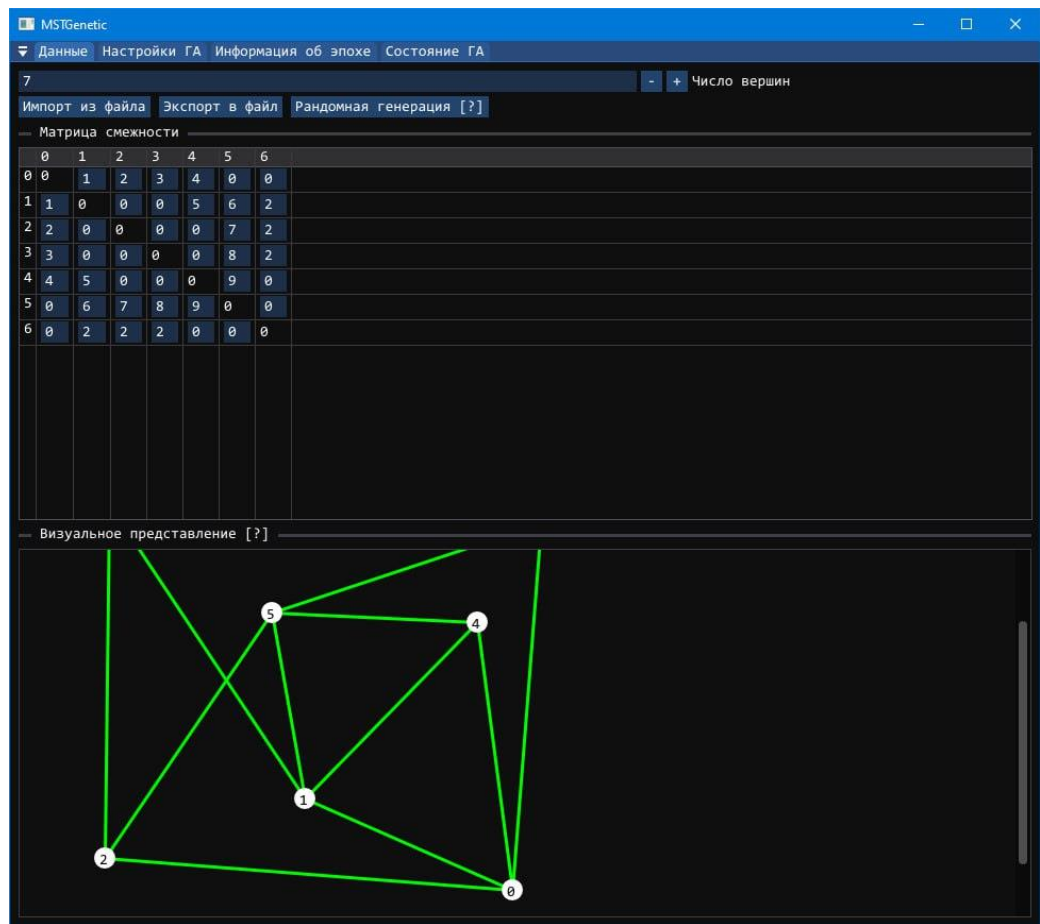 MSTGenetic
Данные Настройки ГА Информация об эпохе Состояние ГА
7 - + Число вершин
Импорт из файла Экспорт в файл Рандомная генерация [?]
Матрица смежности
0 1 2 3 4 5 6
0 0 1 2 3 4 0 0
1 1 0 0 0 5 6 2
2 2 0 0 0 0 7 2
3 3 0 0 0 0 8 2
4 4 5 0 0 0 9 0
5 0 6 7 8 9 0 0
6 0 2 2 2 0 0 0
Визуальное представление [?]
5
4
1
2
0